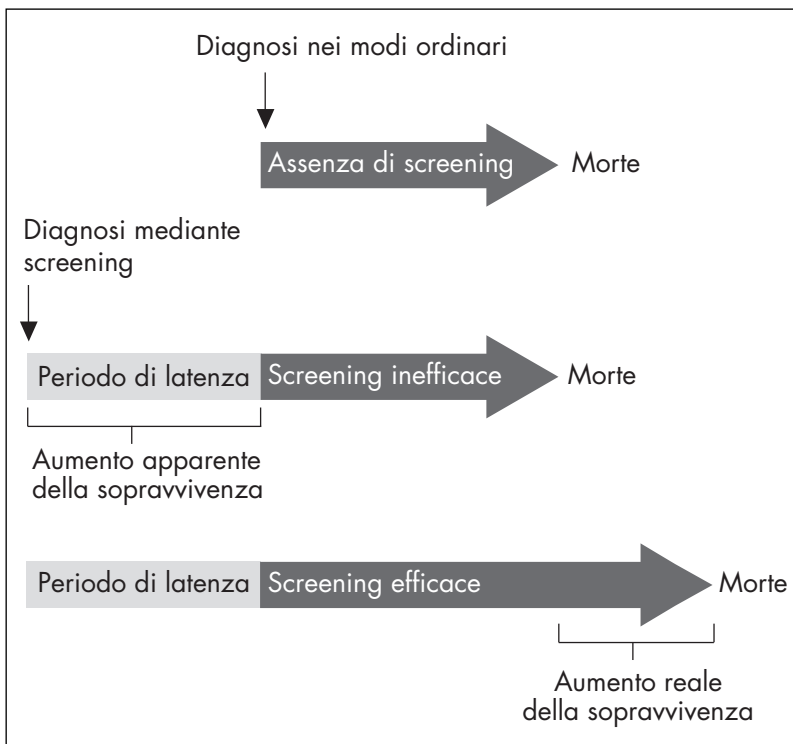 Diagnosi nei modi ordinari
Assenza di screening
Morte
Diagnosi mediante
screening
Periodo di latenza
Screening inefficace
Morte
Aumento apparente
della sopravvivenza
Periodo di latenza
Screening efficace
Morte
Aumento reale
della sopravvivenza